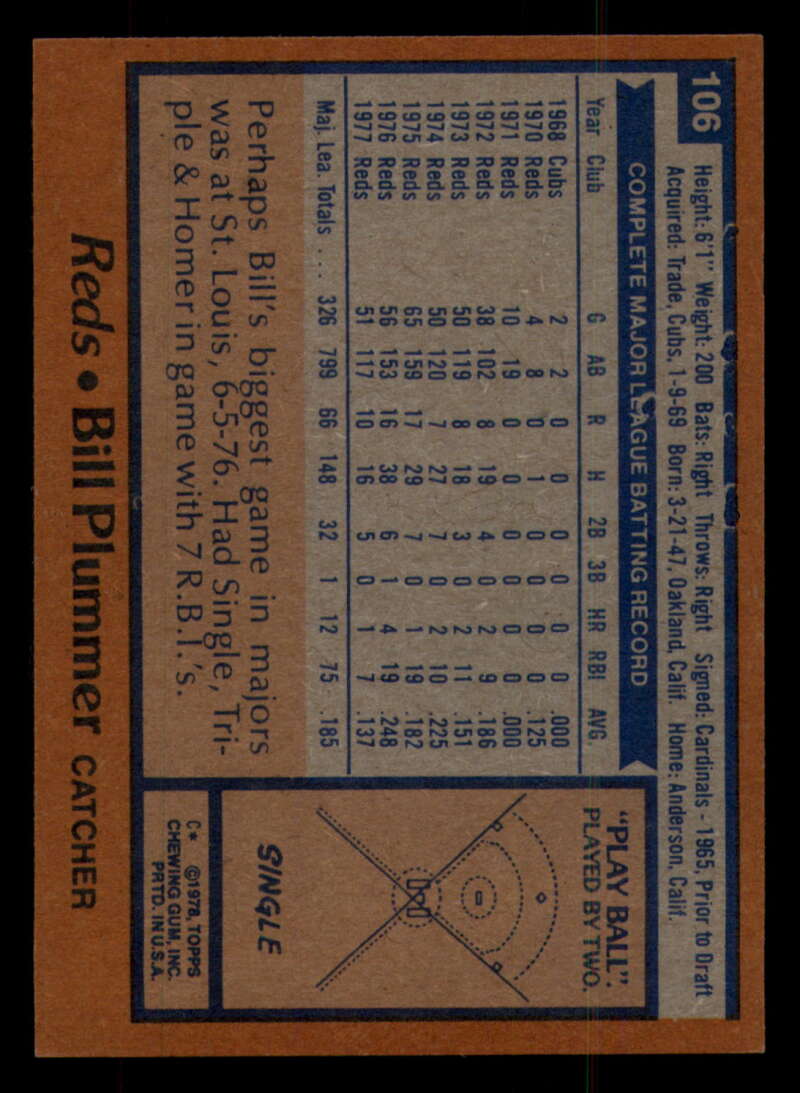 106
Height: 6'1" Weight: 200 Bats: Right Throws: Right Signed: Cardinals - 1965, Prior to Draft
Acquired: Trade, Cubs, 1-9-69 Born: 3-21-47, Oakland, Calif. Home: Anderson, Calif.
COMPLETE MAJOR LEAGUE BATTING RECORD
Year Club G AB R H 2B 3B HR RBI AVG.
1968 Cubs 2 2 0 0 0 0 0 0 .000
1970 Reds 4 8 0 1 0 0 0 0 .125
1971 Reds 10 19 0 0 0 0 0 0 .000
1972 Reds 38 102 8 19 4 0 2 9 .186
1973 Reds 50 119 8 18 3 0 2 11 .151
1974 Reds 50 120 7 27 7 0 2 10 .225
1975 Reds 65 159 17 29 7 0 1 19 .182
1976 Reds 56 153 16 38 6 1 4 19 .248
1977 Reds 51 117 10 16 5 0 1 7 .137
Maj. Lea. Totals ... 326 799 66 148 32 1 12 75 .185
Perhaps Bill's biggest game in majors
was at St. Louis, 6-5-76. Had Single, Tri-
ple & Homer in game with 7 R.B.I.'s.
"PLAY BALL".
PLAYED BY TWO.
SINGLE
C* ©1978, TOPPS
CHEWING GUM, INC.
PRTD. IN U.S.A.
Reds • Bill Plummer CATCHER